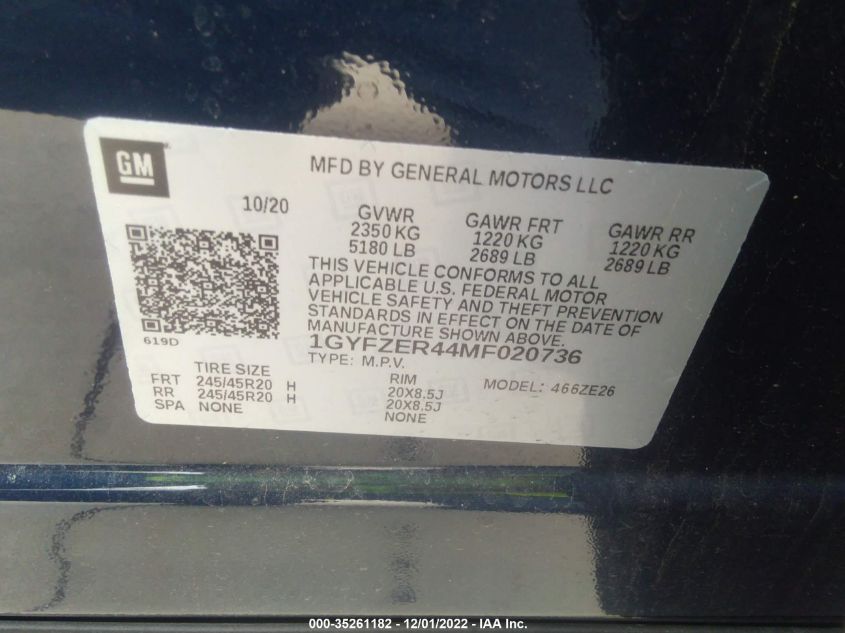 GM
MFD BY GENERAL MOTORS LLC
10/20
GVWR
2350 KG
5180 LB
GAWR FRT
1220 KG
2689 LB
GAWR RR
1220 KG
2689 LB
THIS VEHICLE CONFORMS TO ALL
APPLICABLE U.S. FEDERAL MOTOR
VEHICLE SAFETY AND THEFT PREVENTION
STANDARDS IN EFFECT ON THE DATE OF
MANUFACTURE SHOWN ABOVE.
1GYFZER44MF020736
TYPE: M.P.V.
MODEL: 466ZE26
619D
TIRE SIZE
RIM
FRT 245/45R20 H 20X8.5J
RR 245/45R20 H 20X8.5J
SPA NONE NONE
000-35261182 - 12/01/2022 - IAA Inc.